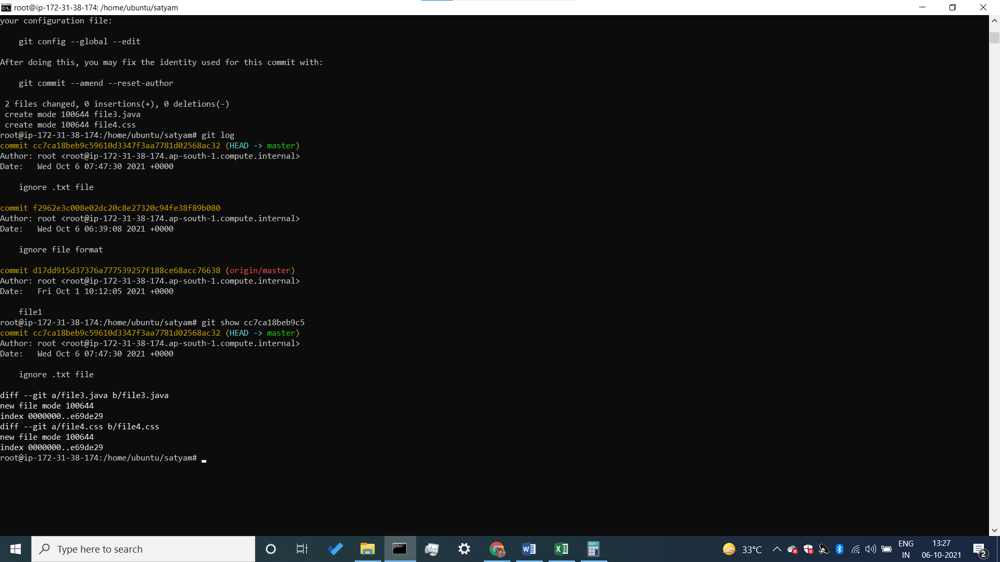 root@ip-172-31-38-174: /home/ubuntu/satyam
your configuration file:
git config --global --edit
After doing this, you may fix the identity used for this commit with:
git commit --amend --reset-author
2 files changed, 0 insertions(+), 0 deletions(-)
create mode 100644 file3.java
create mode 100644 file4.css
root@ip-172-31-38-174:/home/ubuntu/satyam# git log
commit cc7ca18beb9c59610d3347f3aa7781d02568ac32 (HEAD -> master)
Author: root <root@ip-172-31-38-174.ap-south-1.compute.internal>
Date:   Wed Oct 6 07:47:30 2021 +0000
ignore .txt file
commit f2962e3c008e02dc20c8e27320c94fe38f89b080
Author: root <root@ip-172-31-38-174.ap-south-1.compute.internal>
Date:   Wed Oct 6 06:39:08 2021 +0000
ignore file format
commit d17dd915d37376a777539257f188ce68acc76638 (origin/master)
Author: root <root@ip-172-31-38-174.ap-south-1.compute.internal>
Date:   Fri Oct 1 10:12:05 2021 +0000
file1
root@ip-172-31-38-174:/home/ubuntu/satyam# git show cc7ca18beb9c5
commit cc7ca18beb9c59610d3347f3aa7781d02568ac32 (HEAD -> master)
Author: root <root@ip-172-31-38-174.ap-south-1.compute.internal>
Date:   Wed Oct 6 07:47:30 2021 +0000
ignore .txt file
diff --git a/file3.java b/file3.java
new file mode 100644
index 0000000..e69de29
diff --git a/file4.css b/file4.css
new file mode 100644
index 0000000..e69de29
root@ip-172-31-38-174:/home/ubuntu/satyam#
Type here to search
33°C
ENG
IN
13:27
06-10-2021
2